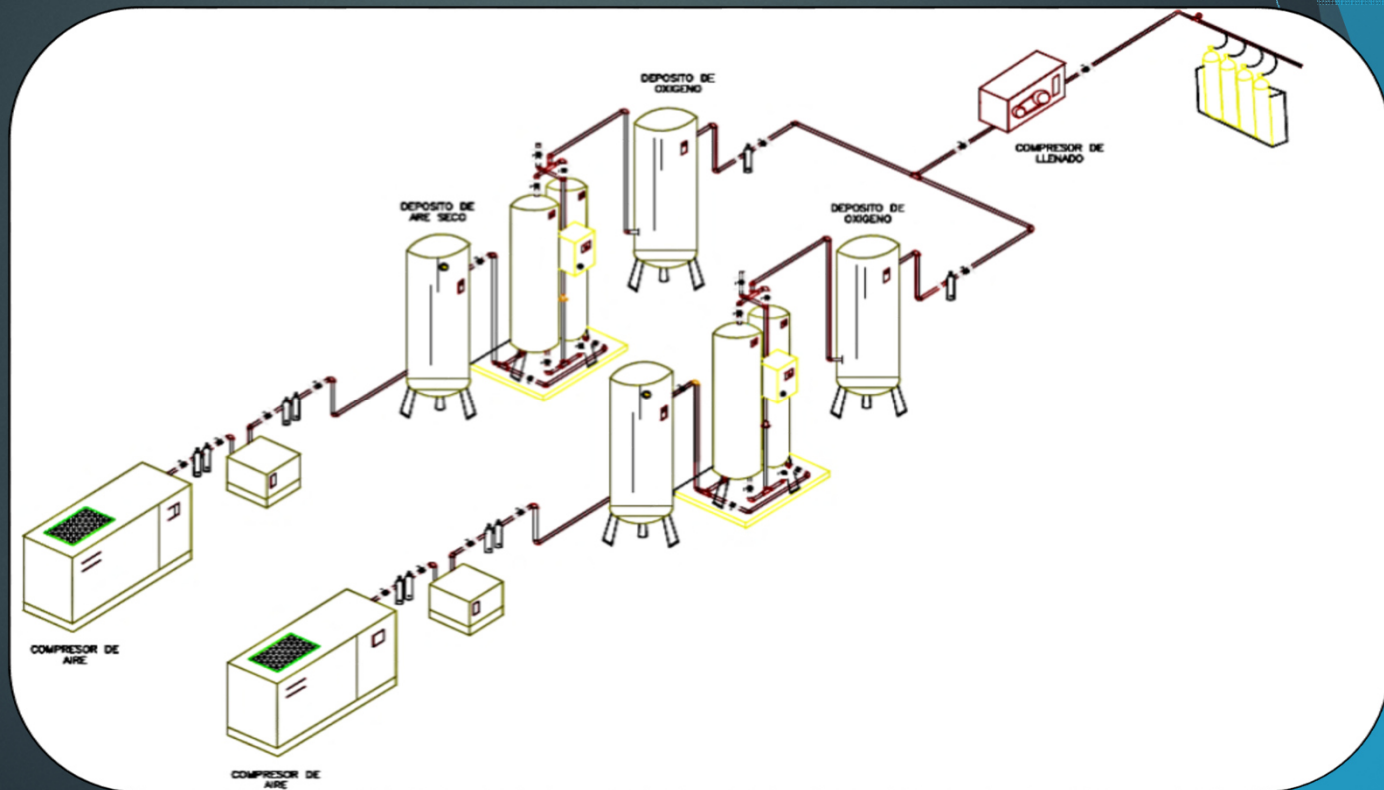 DEPOSITO DE
OXIGENO
COMPRESOR DE
LLENADO
DEPOSITO DE
AIRE SECO
DEPOSITO DE
OXIGENO
COMPRESOR DE
AIRE
COMPRESOR DE
AIRE